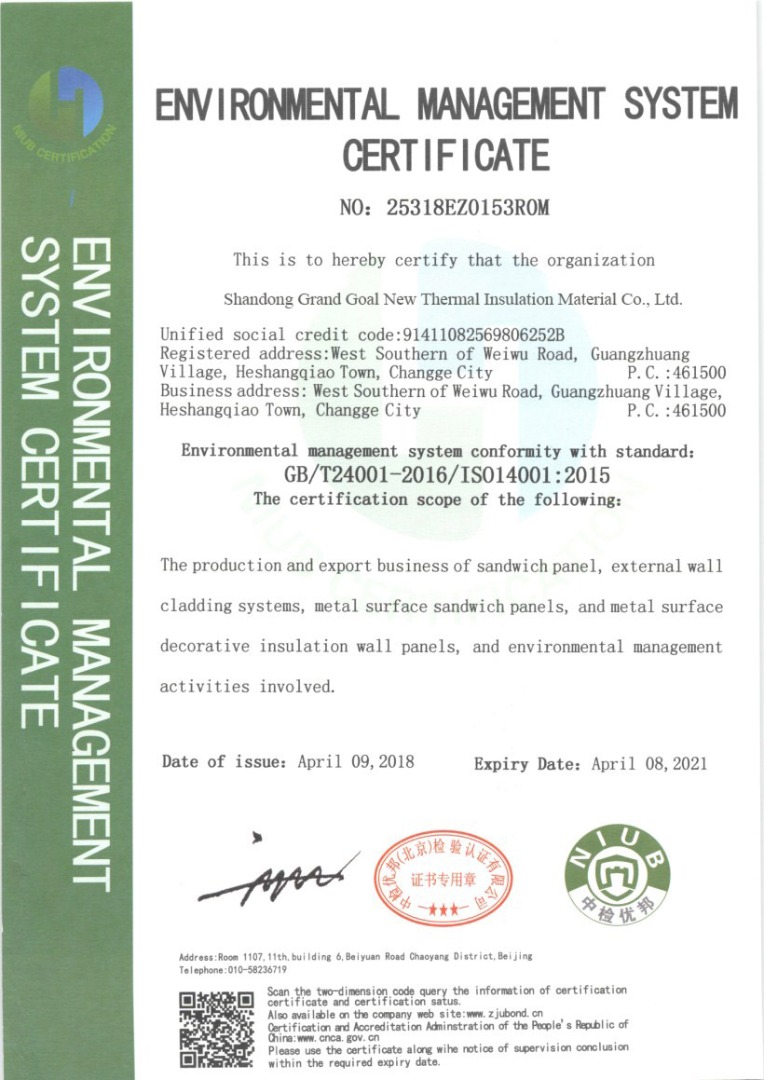 NIUB CERTIFICATION
ENVIRONMENTAL MANAGEMENT
SYSTEM CERTIFICATE
ENVIRONMENTAL MANAGEMENT SYSTEM
CERTIFICATE
NO: 25318EZ0153ROM
This is to hereby certify that the organization
Shandong Grand Goal New Thermal Insulation Material Co., Ltd.
Unified social credit code:91411082569806252B
Registered address:West Southern of Weiwu Road, Guangzhuang
Village, Heshangqiao Town, Changge City P.C.:461500
Business address: West Southern of Weiwu Road, Guangzhuang Village,
Heshangqiao Town, Changge City P.C.:461500
Environmental management system conformity with standard:
GB/T24001-2016/ISO14001:2015
The certification scope of the following:
The production and export business of sandwich panel, external wall
cladding systems, metal surface sandwich panels, and metal surface
decorative insulation wall panels, and environmental management
activities involved.
Date of issue: April 09,2018 Expiry Date: April 08,2021
中检优邦(北京)检验认证有限公司
证书专用章
NIUB
中检优邦
Address:Room 1107,11th,building 6,Beiyuan Road Chaoyang District,Beijing
Telephone:010-58236719
Scan the two-dimension code query the information of certification
certificate and certification satus.
Also available on the company web site:www.zjubond.cn
Certification and Accreditation Adminstration of the People's Republic of
China:www.cnca.gov.cn
Please use the certificate along wihe notice of supervision conclusion
within the required expiry date.